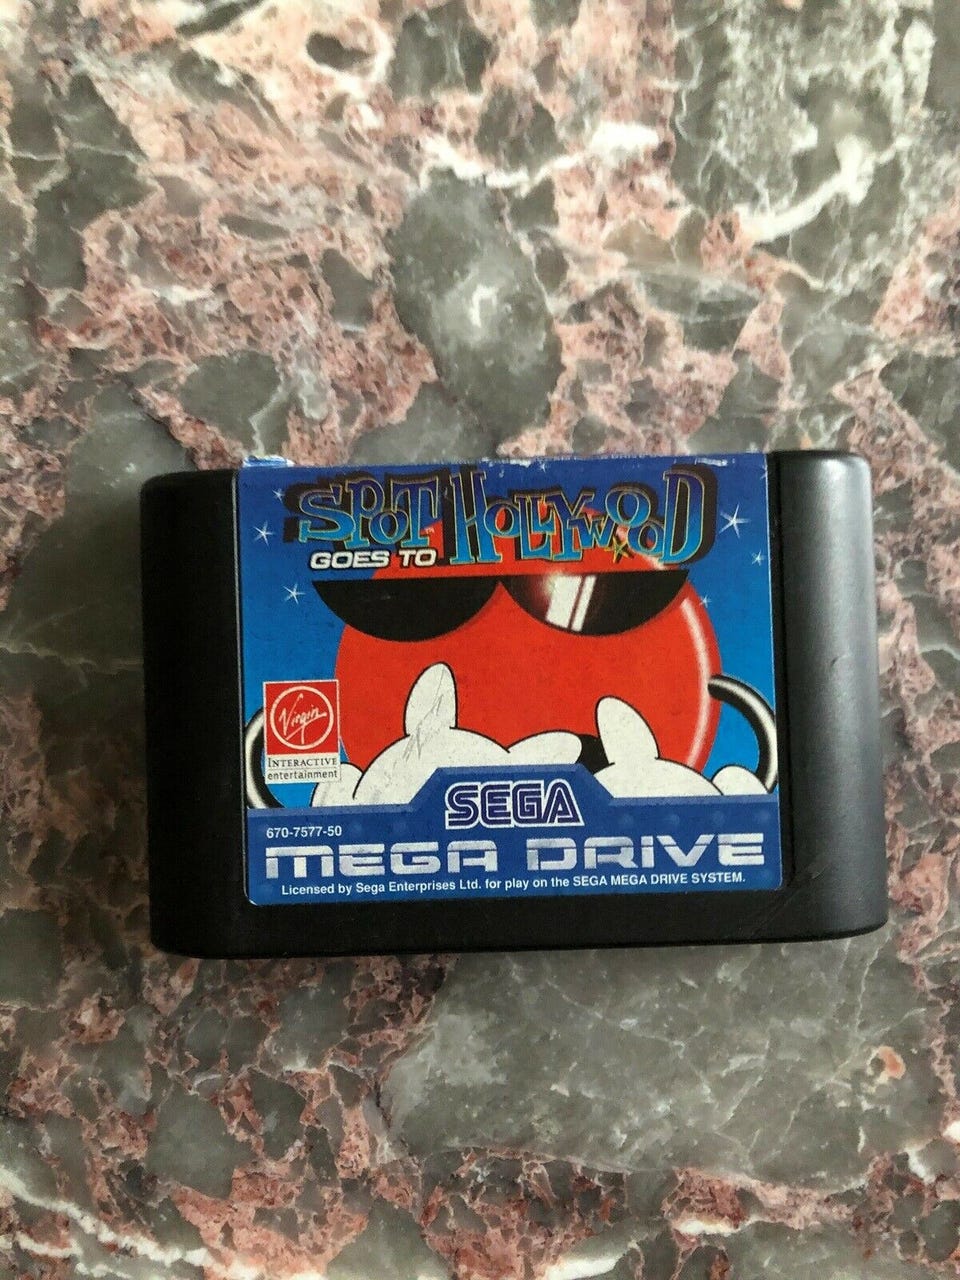 SPOT
GOES TO
HOLLYWOOD
Virgin
INTERACTIVE
entertainment
SEGA
670-7577-50
MEGA DRIVE
Licensed by Sega Enterprises Ltd. for play on the SEGA MEGA DRIVE SYSTEM.